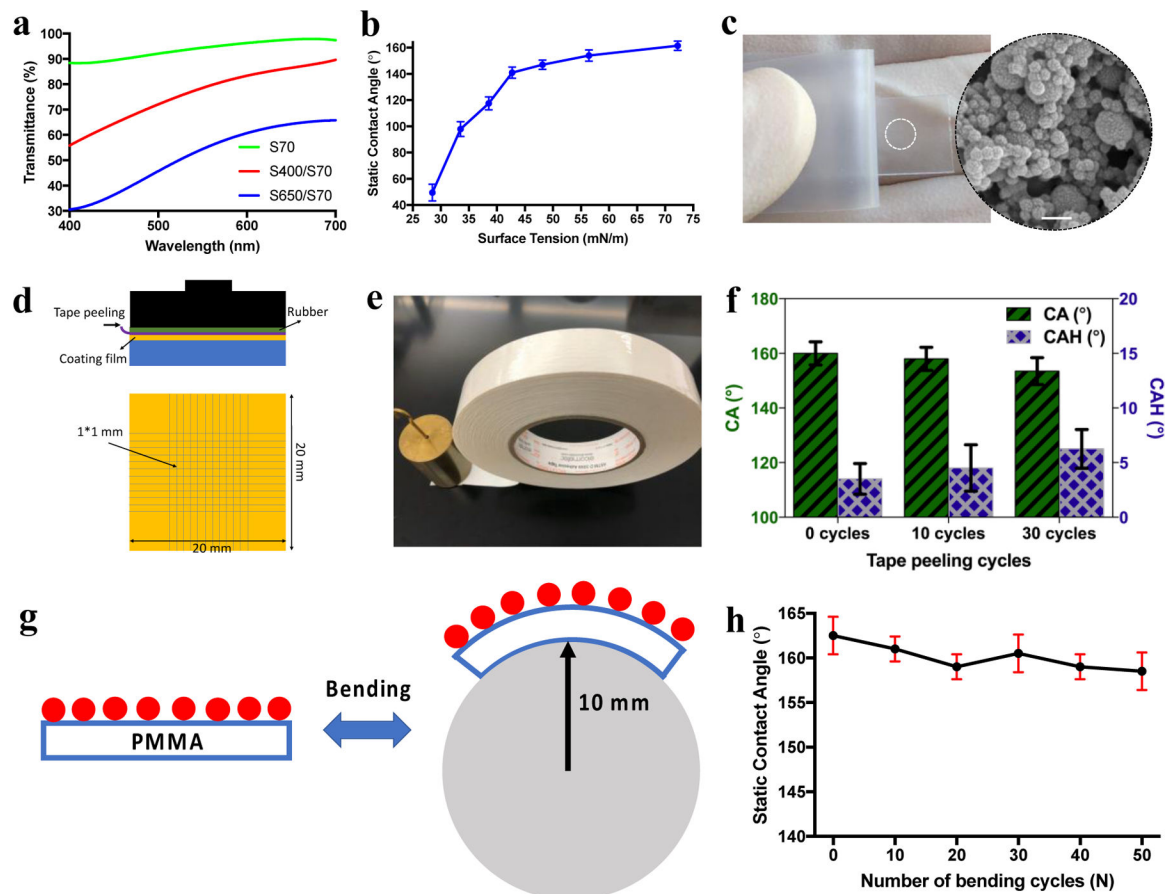 a
Transmittance (%)
100
90
80
70
60
50
40
30
S70
S400/S70
S650/S70
400
500
600
700
Wavelength (nm)
b
Static Contact Angle (°)
160
140
120
100
80
60
40
25 30 35 40 45 50 55 60 65 70 75
Surface Tension (mN/m)
c
d
Tape peeling
Rubber
Coating film
1*1 mm
20 mm
20 mm
e
f
CA (°)
180
160
140
120
100
CA (°)
CAH (°)
20
15
10
5
0
CAH (°)
0 cycles
10 cycles
30 cycles
Tape peeling cycles
g
PMMA
Bending
10 mm
h
Static Contact Angle (°)
165
160
155
150
145
140
0 10 20 30 40 50
Number of bending cycles (N)